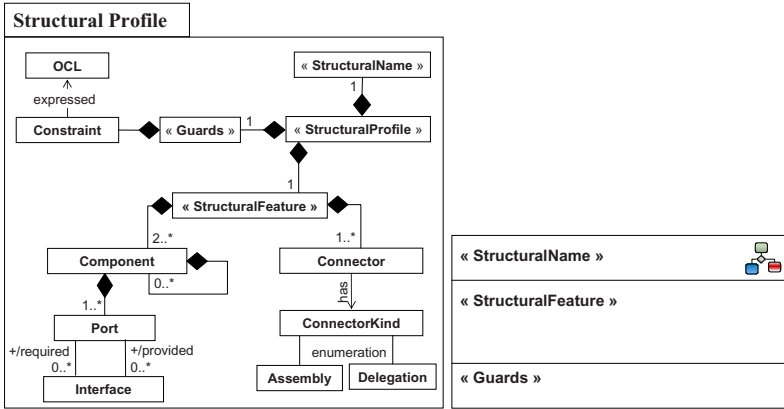 Structural Profile
OCL
« StructuralName »
expressed
1
Constraint
« Guards »
1
« StructuralProfile »
1
« StructuralFeature »
2..*
1..*
Component
Connector
0..*
1..*
has
Port
ConnectorKind
+/required
+/provided
0..*
0..*
enumeration
Interface
Assembly
Delegation
« StructuralName »
« StructuralFeature »
« Guards »